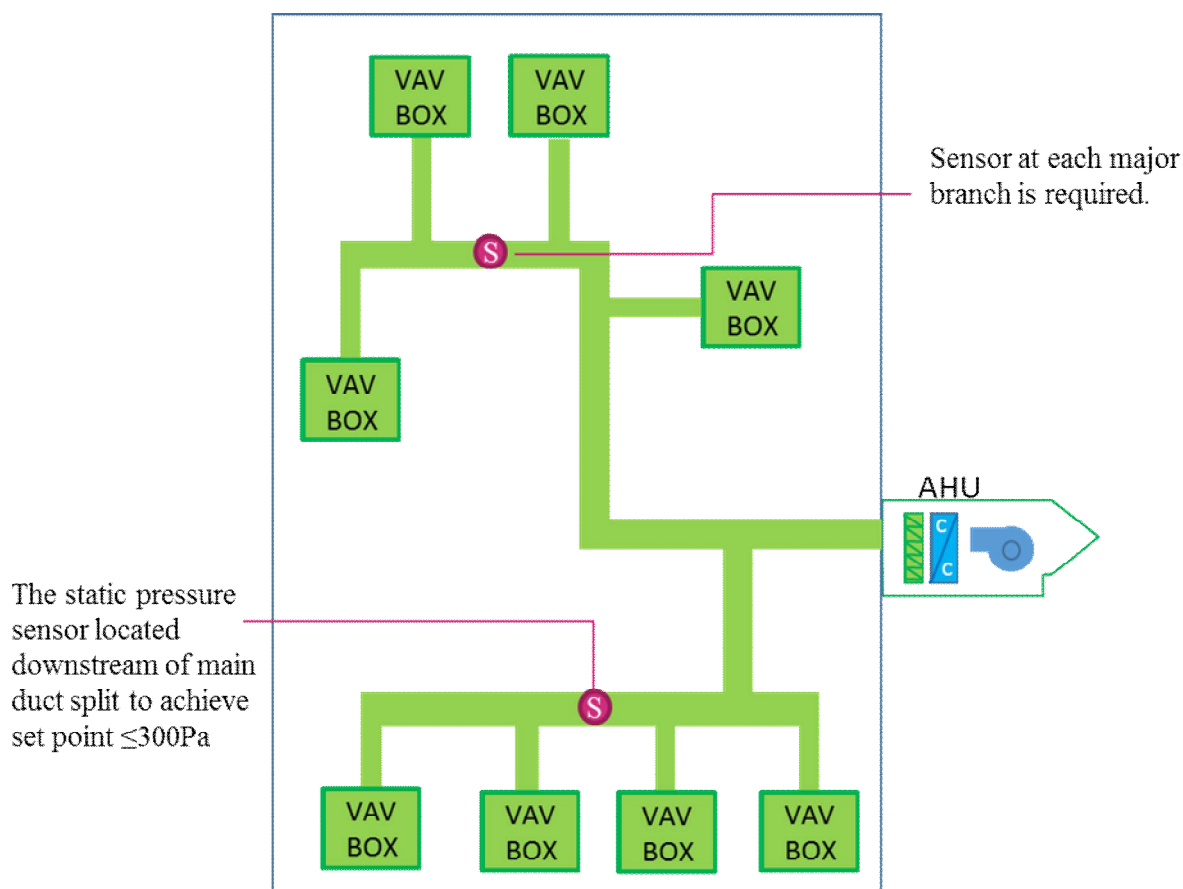 VAV
BOX
VAV
BOX
Sensor at each major
branch is required.
S
VAV
BOX
VAV
BOX
AHU
C
C
The static pressure
sensor located
downstream of main
duct split to achieve
set point ≤300Pa
S
VAV
BOX
VAV
BOX
VAV
BOX
VAV
BOX